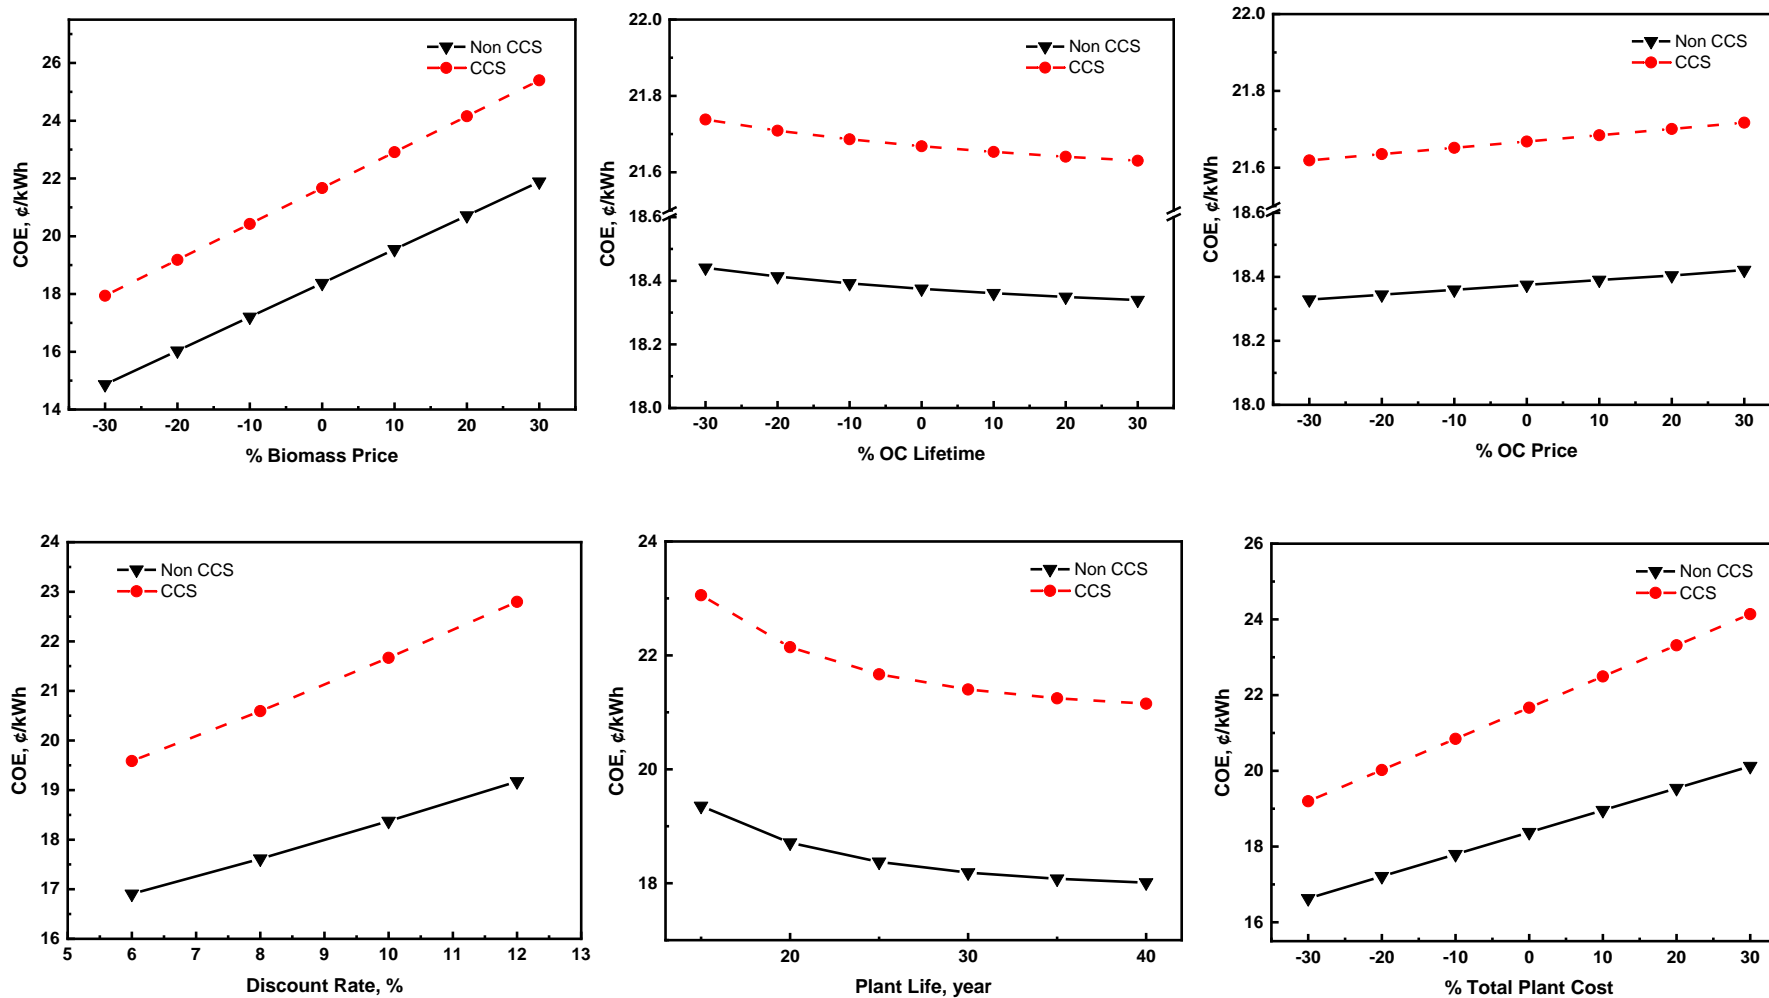 Non CCS
CCS
26
24
22
20
18
16
14
COE, ¢/kWh
-30 -20 -10 0 10 20 30
% Biomass Price
Non CCS
CCS
22.0
21.8
21.6
18.6
18.4
18.2
18.0
COE, ¢/kWh
-30 -20 -10 0 10 20 30
% OC Lifetime
Non CCS
CCS
22.0
21.8
21.6
18.6
18.4
18.2
18.0
COE, ¢/kWh
-30 -20 -10 0 10 20 30
% OC Price
Non CCS
CCS
24
23
22
21
20
19
18
17
16
COE, ¢/kWh
5 6 7 8 9 10 11 12 13
Discount Rate, %
Non CCS
CCS
24
22
20
18
COE, ¢/kWh
20 30 40
Plant Life, year
Non CCS
CCS
26
24
22
20
18
16
COE, ¢/kWh
-30 -20 -10 0 10 20 30
% Total Plant Cost